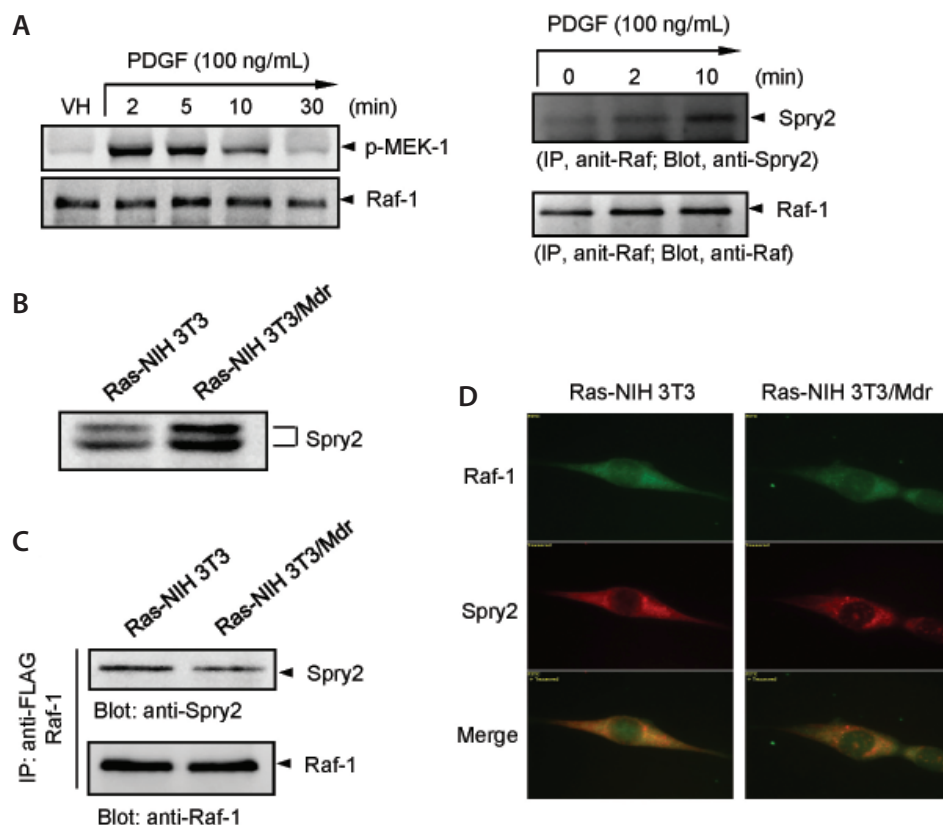 A
PDGF (100 ng/mL)
VH 2 5 10 30 (min)
p-MEK-1
Raf-1
PDGF (100 ng/mL)
0 2 10 (min)
Spry2
(IP, anit-Raf; Blot, anti-Spry2)
Raf-1
(IP, anit-Raf; Blot, anti-Raf)
B
Ras-NIH 3T3
Ras-NIH 3T3/Mdr
Spry2
C
Ras-NIH 3T3
Ras-NIH 3T3/Mdr
IP: anti-FLAG
Raf-1
Spry2
Blot: anti-Spry2
Raf-1
Blot: anti-Raf-1
D
Ras-NIH 3T3 Ras-NIH 3T3/Mdr
Raf-1
Spry2
Merge